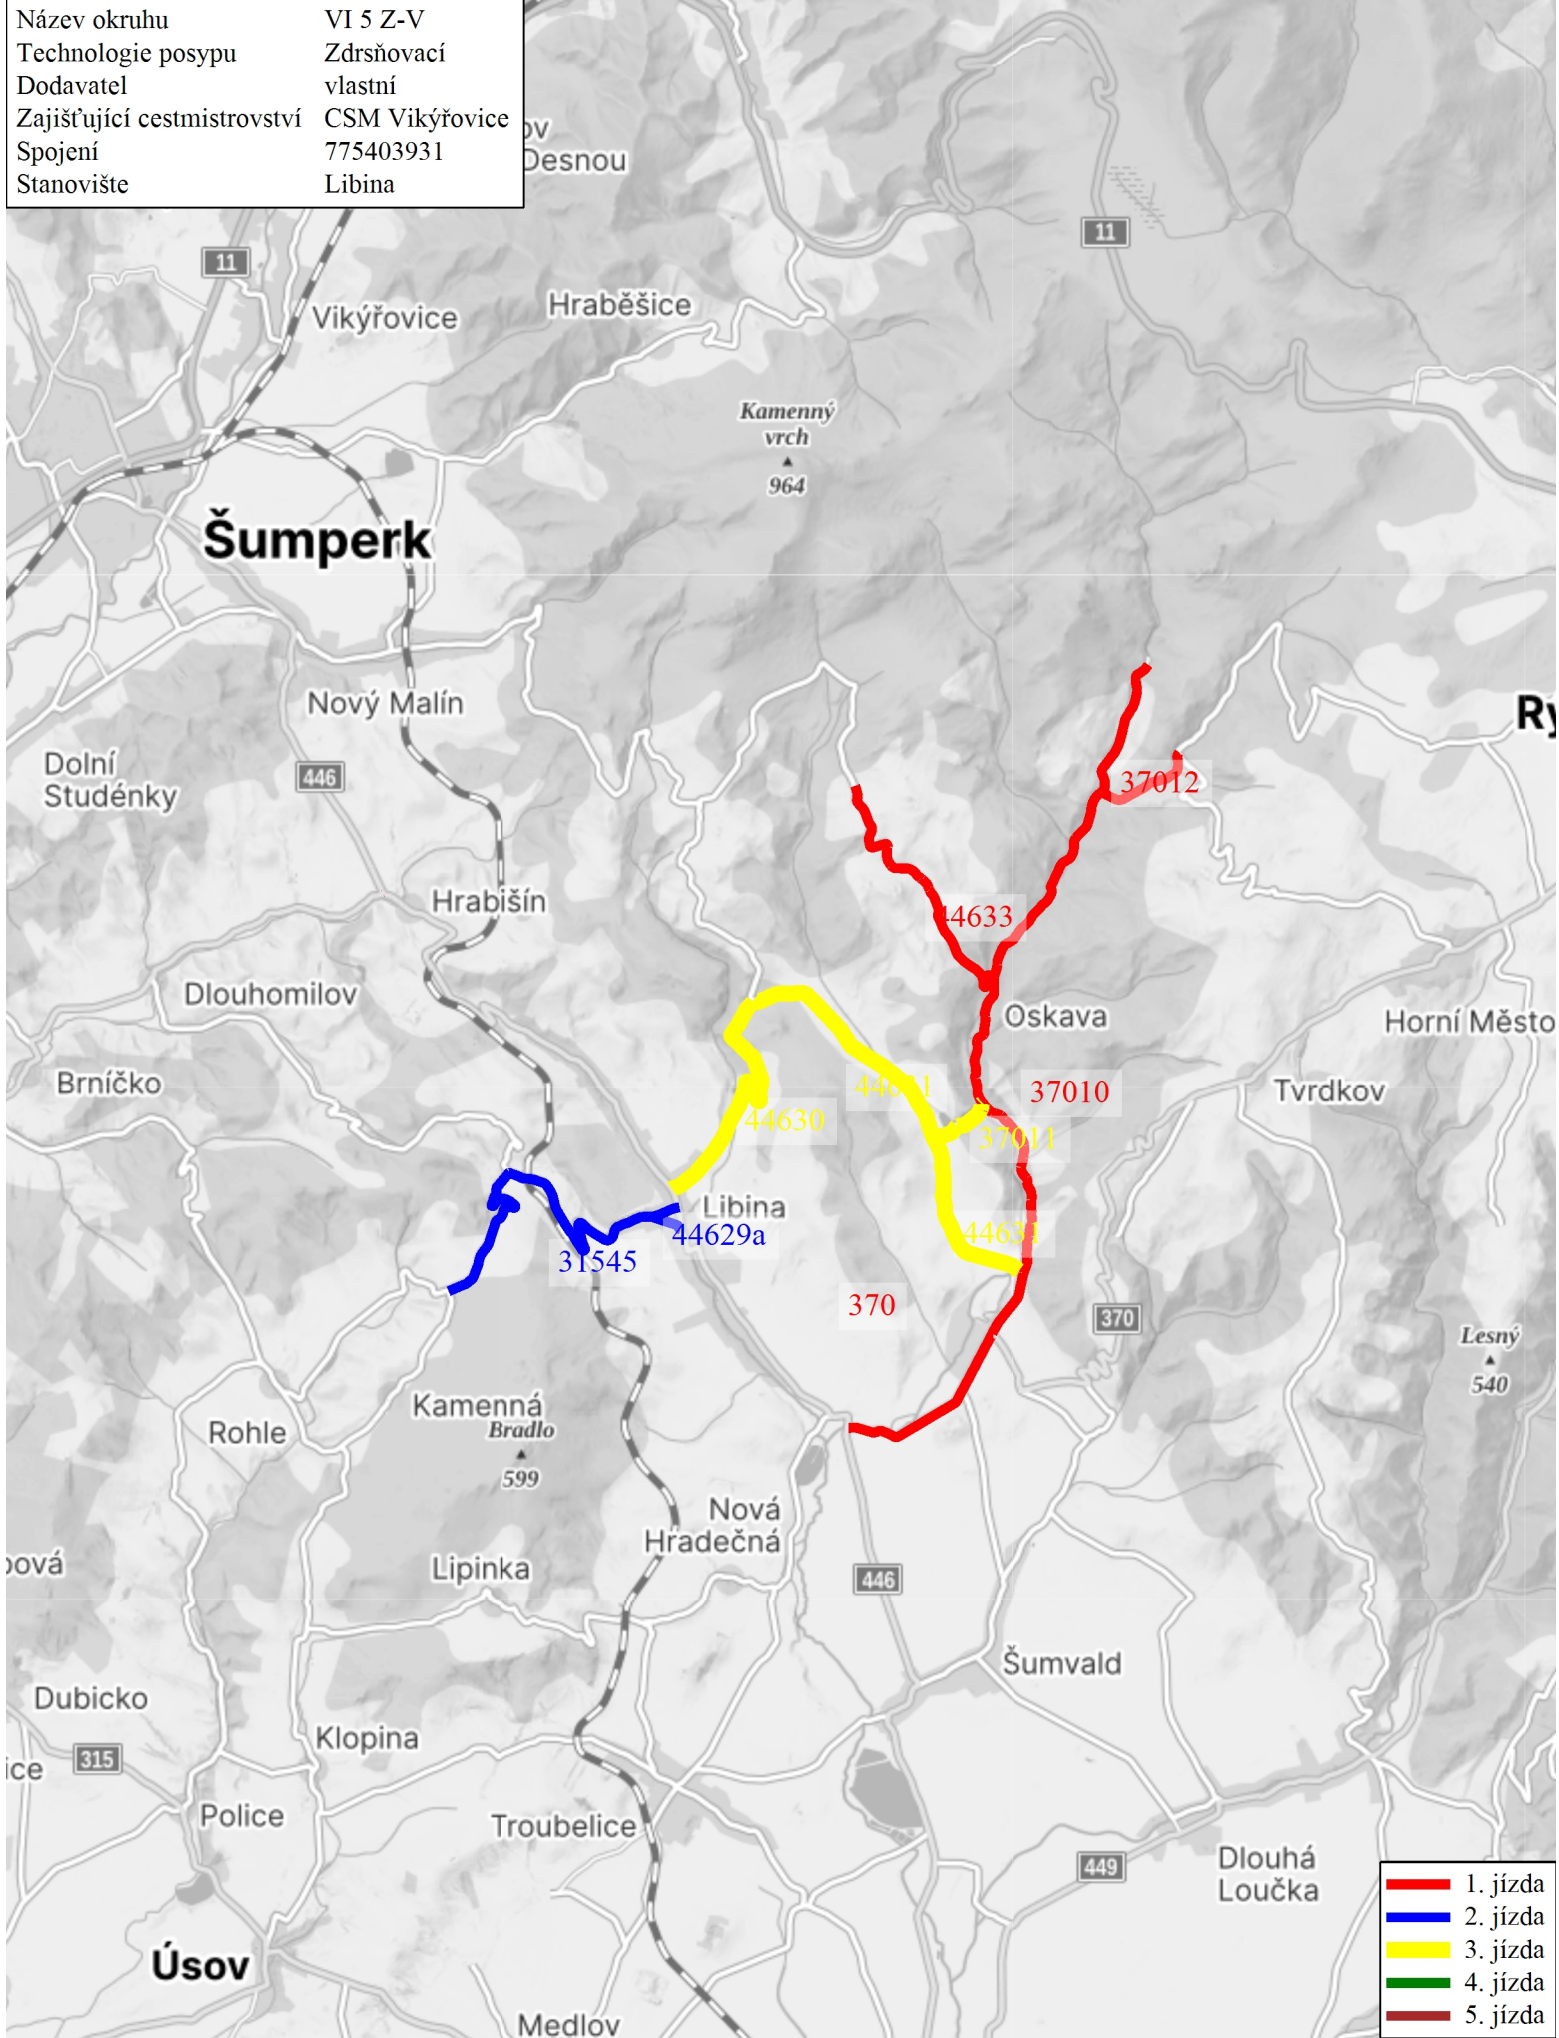 Název okruhu VI 5 Z-V
Technologie posypu Zdrsňovací
Dodavatel vlastní
Zajišťující cestmistrovství CSM Vikýřovice
Spojení 775403931
Stanoviště Libina
Desnou
11
11
Vikýřovice
Hraběšice
Kamenný
vrch
964
Šumperk
Nový Malín
Dolní
Studénky
446
37012
Hrabišín
44633
Dlouhomilov
Oskava
Horní Město
Brníčko
37010
Tvrdkov
44630
37011
Libina
44629a
44631
31545
370
370
Lesný
540
Kamenná
Rohle
Bradlo
599
Nová
Hradečná
Lipinka
446
Šumvald
Dubicko
Klopina
315
Police
Troubelice
449
Dlouhá
Loučka
Úsov
Medlov
1. jízda
2. jízda
3. jízda
4. jízda
5. jízda